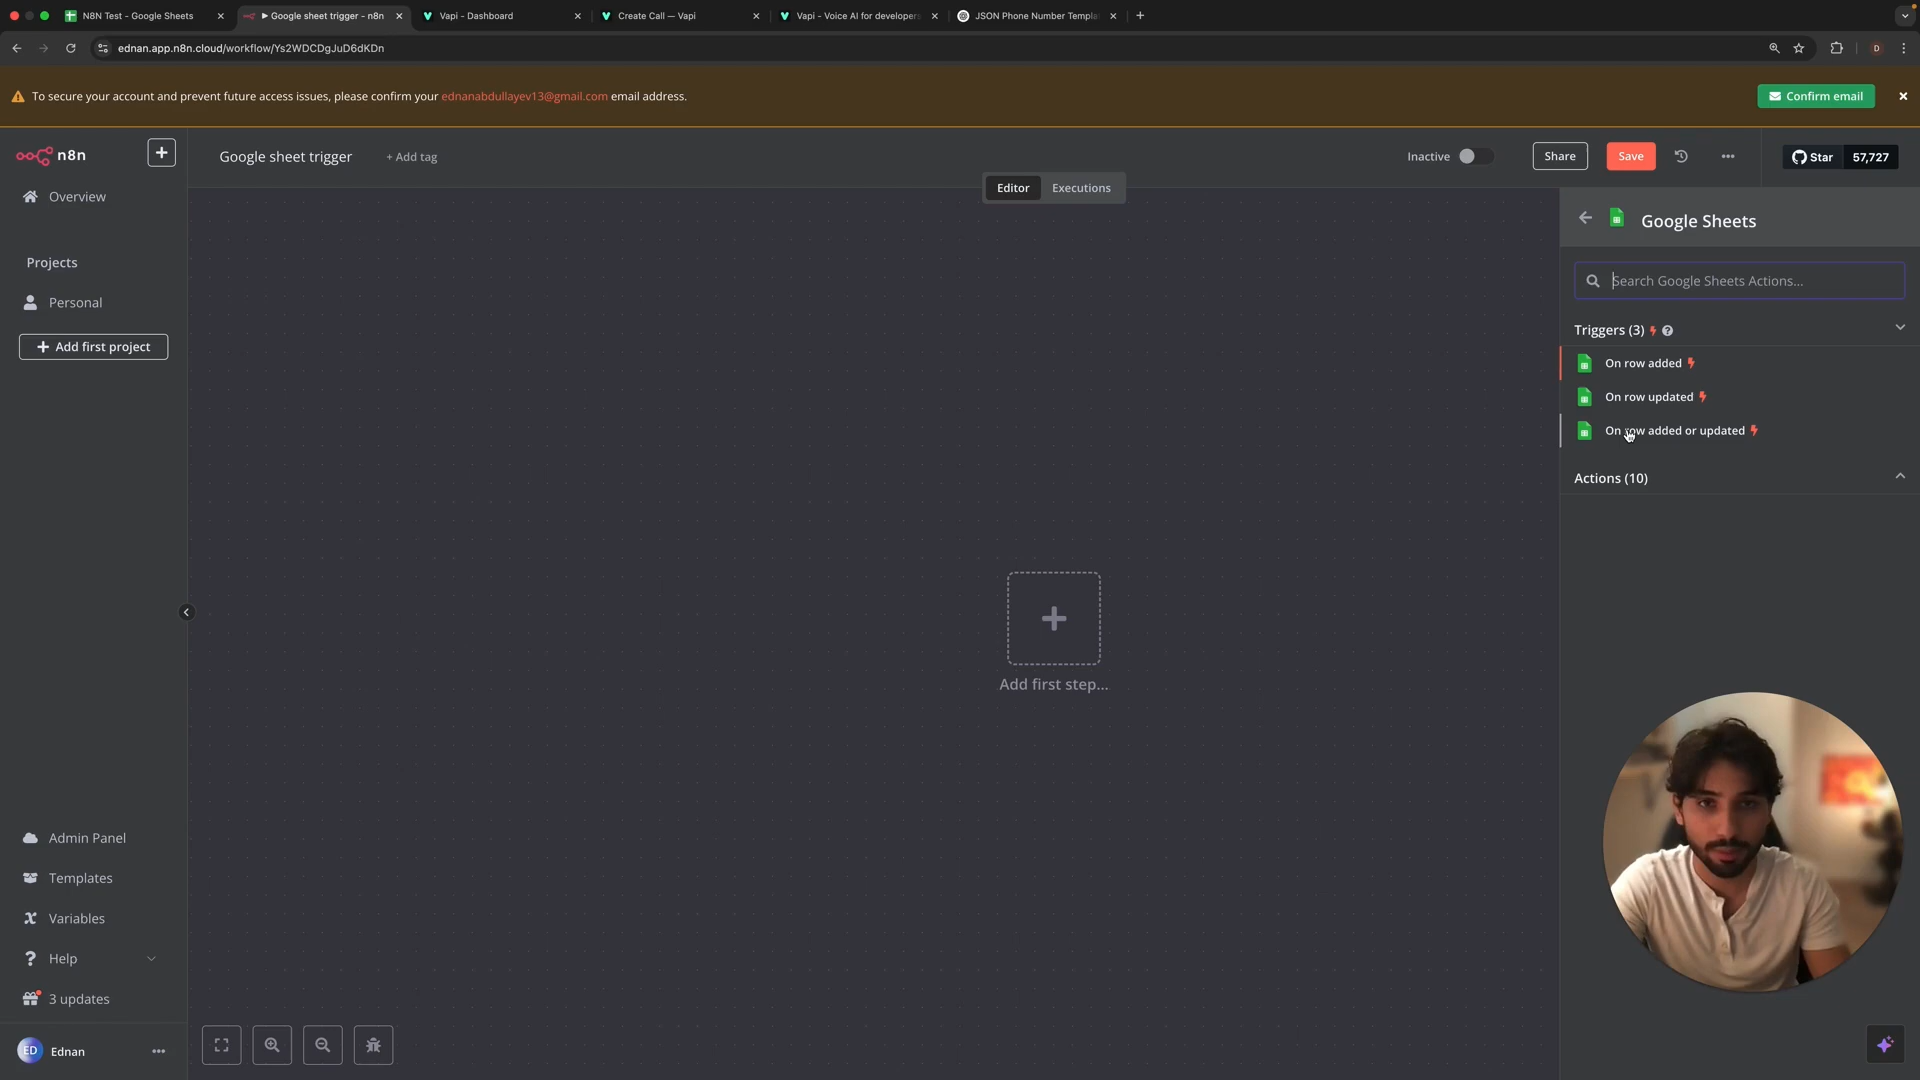 N8N Test - Google Sheets
Google sheet trigger - n8n
Vapi - Dashboard
Create Call — Vapi
Vapi - Voice AI for developers
JSON Phone Number Templa
ednan.app.n8n.cloud/workflow/Ys2WDCDgJuD6dKDn
D
To secure your account and prevent future access issues, please confirm your ednanabdullayev13@gmail.com email address.
Confirm email
n8n
Google sheet trigger
+ Add tag
Inactive
Share
Save
Star
57,727
Editor
Executions
Overview
Projects
Personal
Add first project
Google Sheets
Search Google Sheets Actions...
Triggers (3)
On row added
On row updated
On row added or updated
Actions (10)
Add first step...
Admin Panel
Templates
Variables
Help
3 updates
ED
Ednan